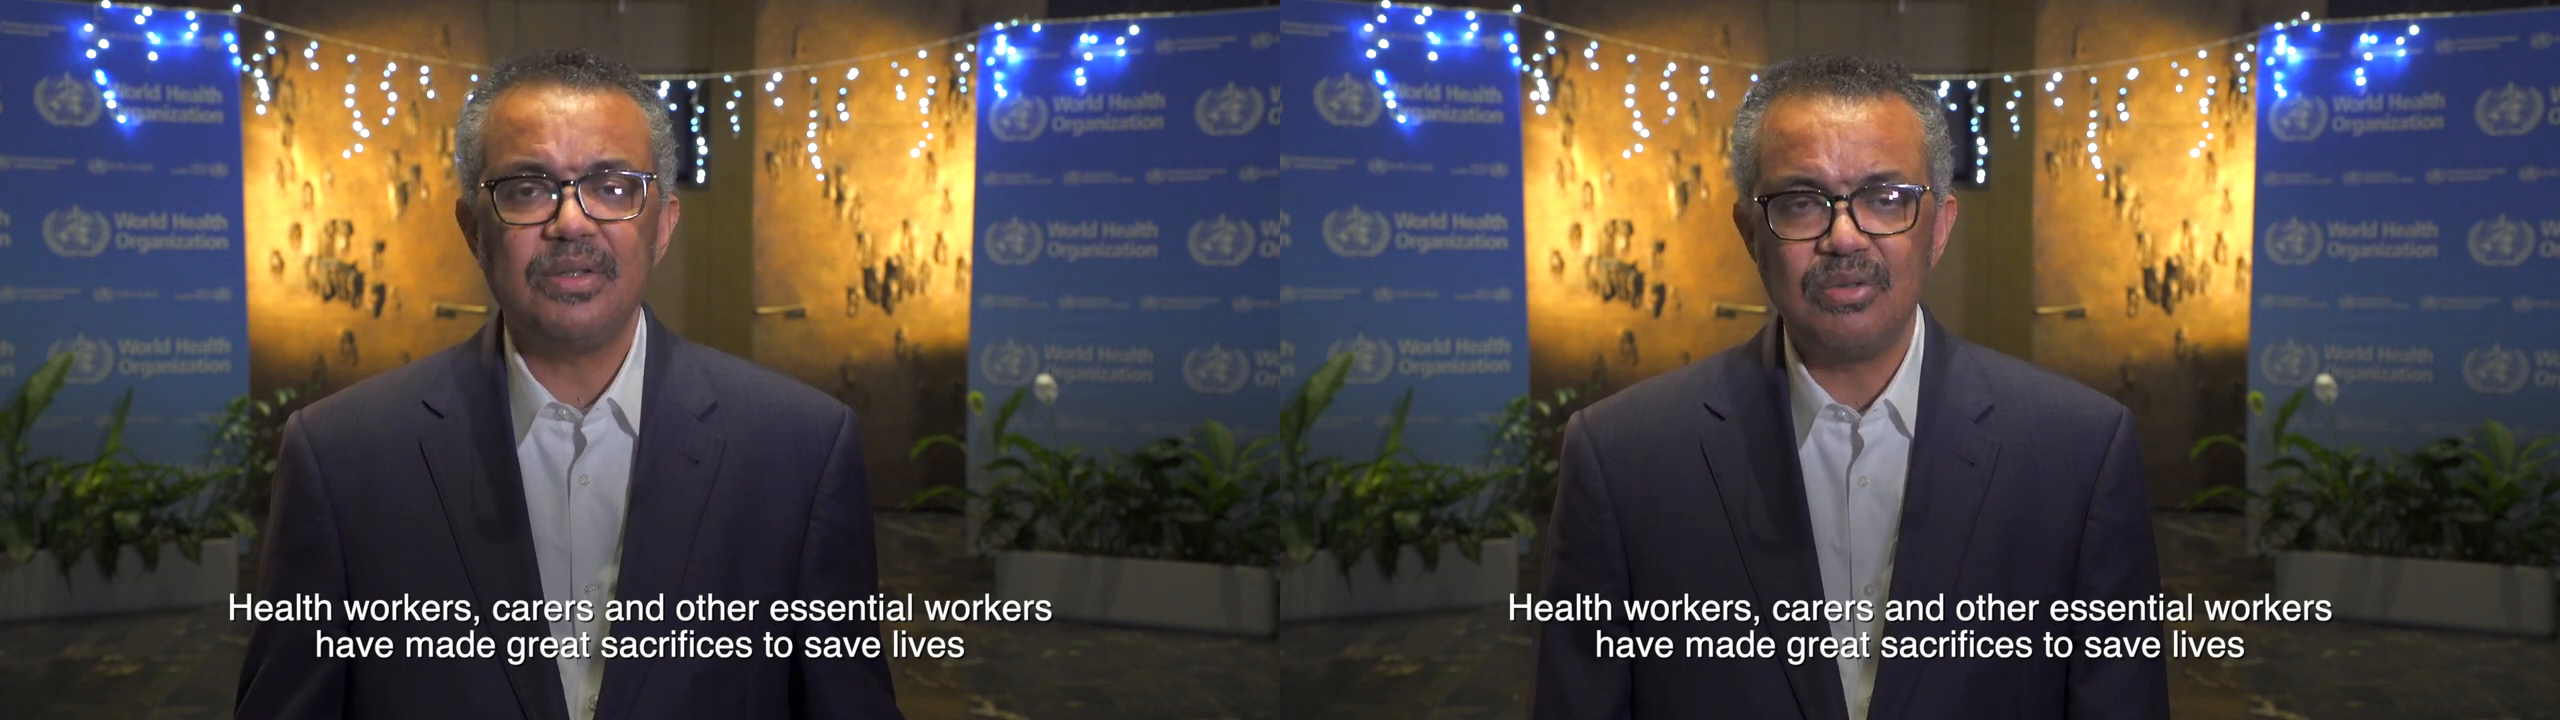 World Health
Organization
World Health
Organization
World Health
Organization
World Health
Organization
World Health
Organization
World Health
Organization
Health workers, carers and other essential workers
have made great sacrifices to save lives
World Health
Organization
World Health
Organization
World Health
Organization
World Health
Organization
World Health
Organization
World Health
Organization
Health workers, carers and other essential workers
have made great sacrifices to save lives